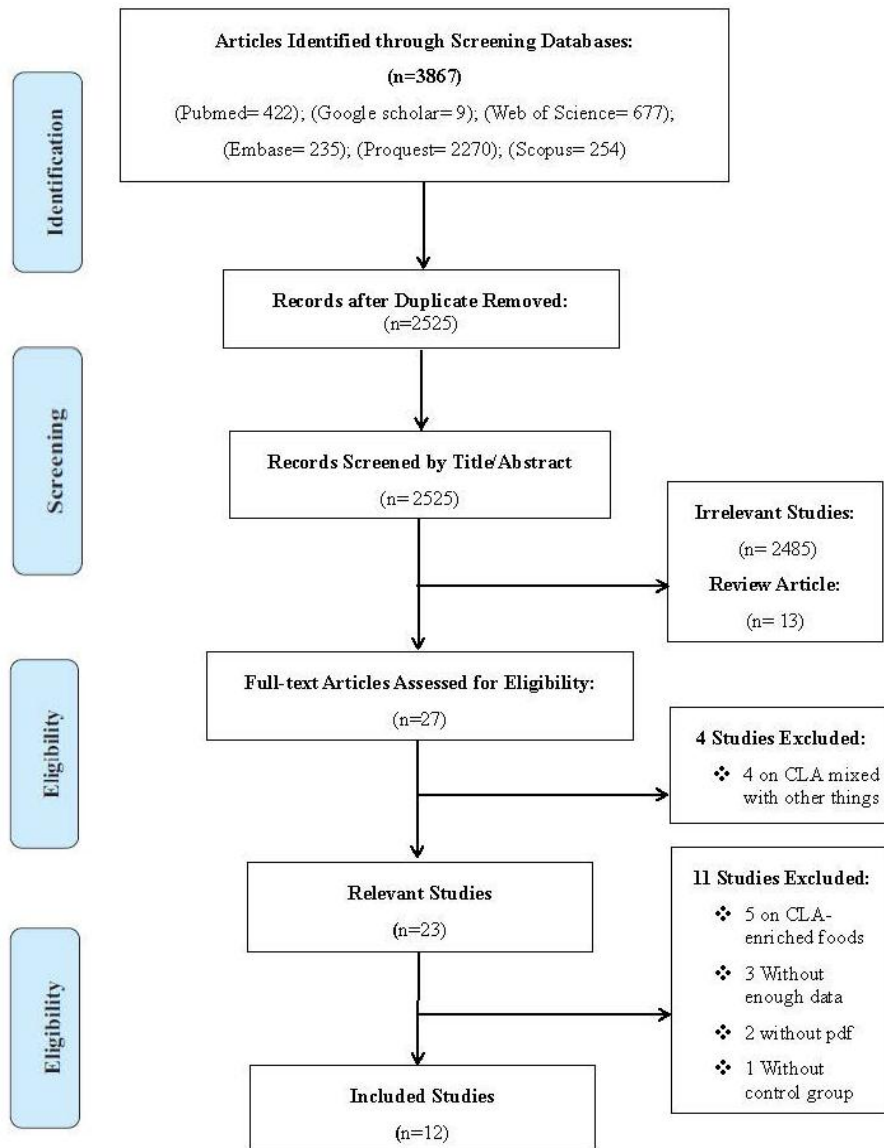 Articles Identified through Screening Databases:
(n=3867)
(Pubmed= 422); (Google scholar= 9); (Web of Science= 677);
(Embase= 235); (Proquest= 2270); (Scopus= 254)
Identification
Records after Duplicate Removed:
(n=2525)
Screening
Records Screened by Title/Abstract
(n=2525)
Irrelevant Studies:
(n= 2485)
Review Article:
(n= 13)
Eligibility
Full-text Articles Assessed for Eligibility:
(n=27)
4 Studies Excluded:
❖ 4 on CLA mixed
with other things
Relevant Studies
(n=23)
11 Studies Excluded:
❖ 5 on CLA-
enriched foods
❖ 3 Without
enough data
❖ 2 without pdf
❖ 1 Without
control group
Eligibility
Included Studies
(n=12)